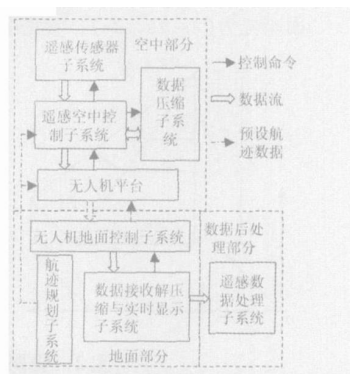 空中部分
遥感传感器
子系统
控制命令
数据
压缩
子系
统
遥感空中控
制子系统
数据流
预设航
迹数据
无人机平台
无人机地面控制子系统
数据后处
理部分
航
迹
规
划
子
系
统
数据接收解压
缩与实时显示
子系统
遥感数
据处理
子系统
地面部分